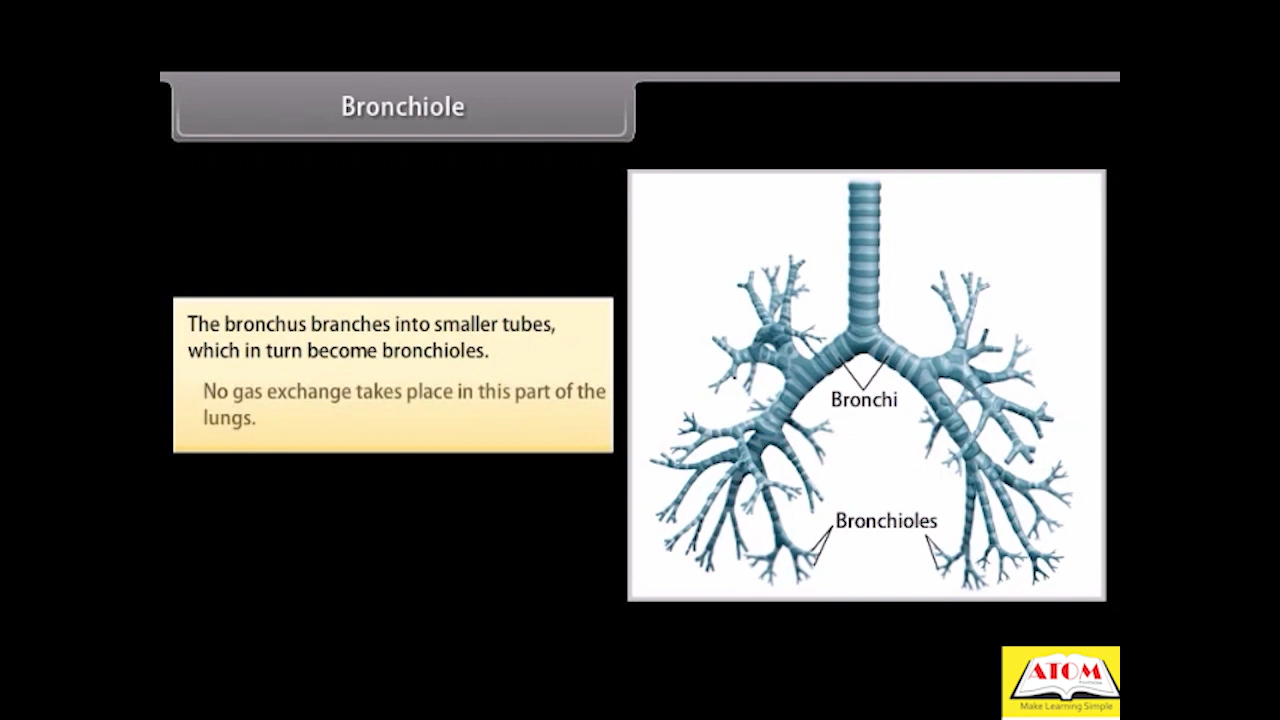 Bronchiole
The bronchus branches into smaller tubes,
which in turn become bronchioles.
No gas exchange takes place in this part of the
lungs.
Bronchi
Bronchioles
ATOM
Make Learning Simple